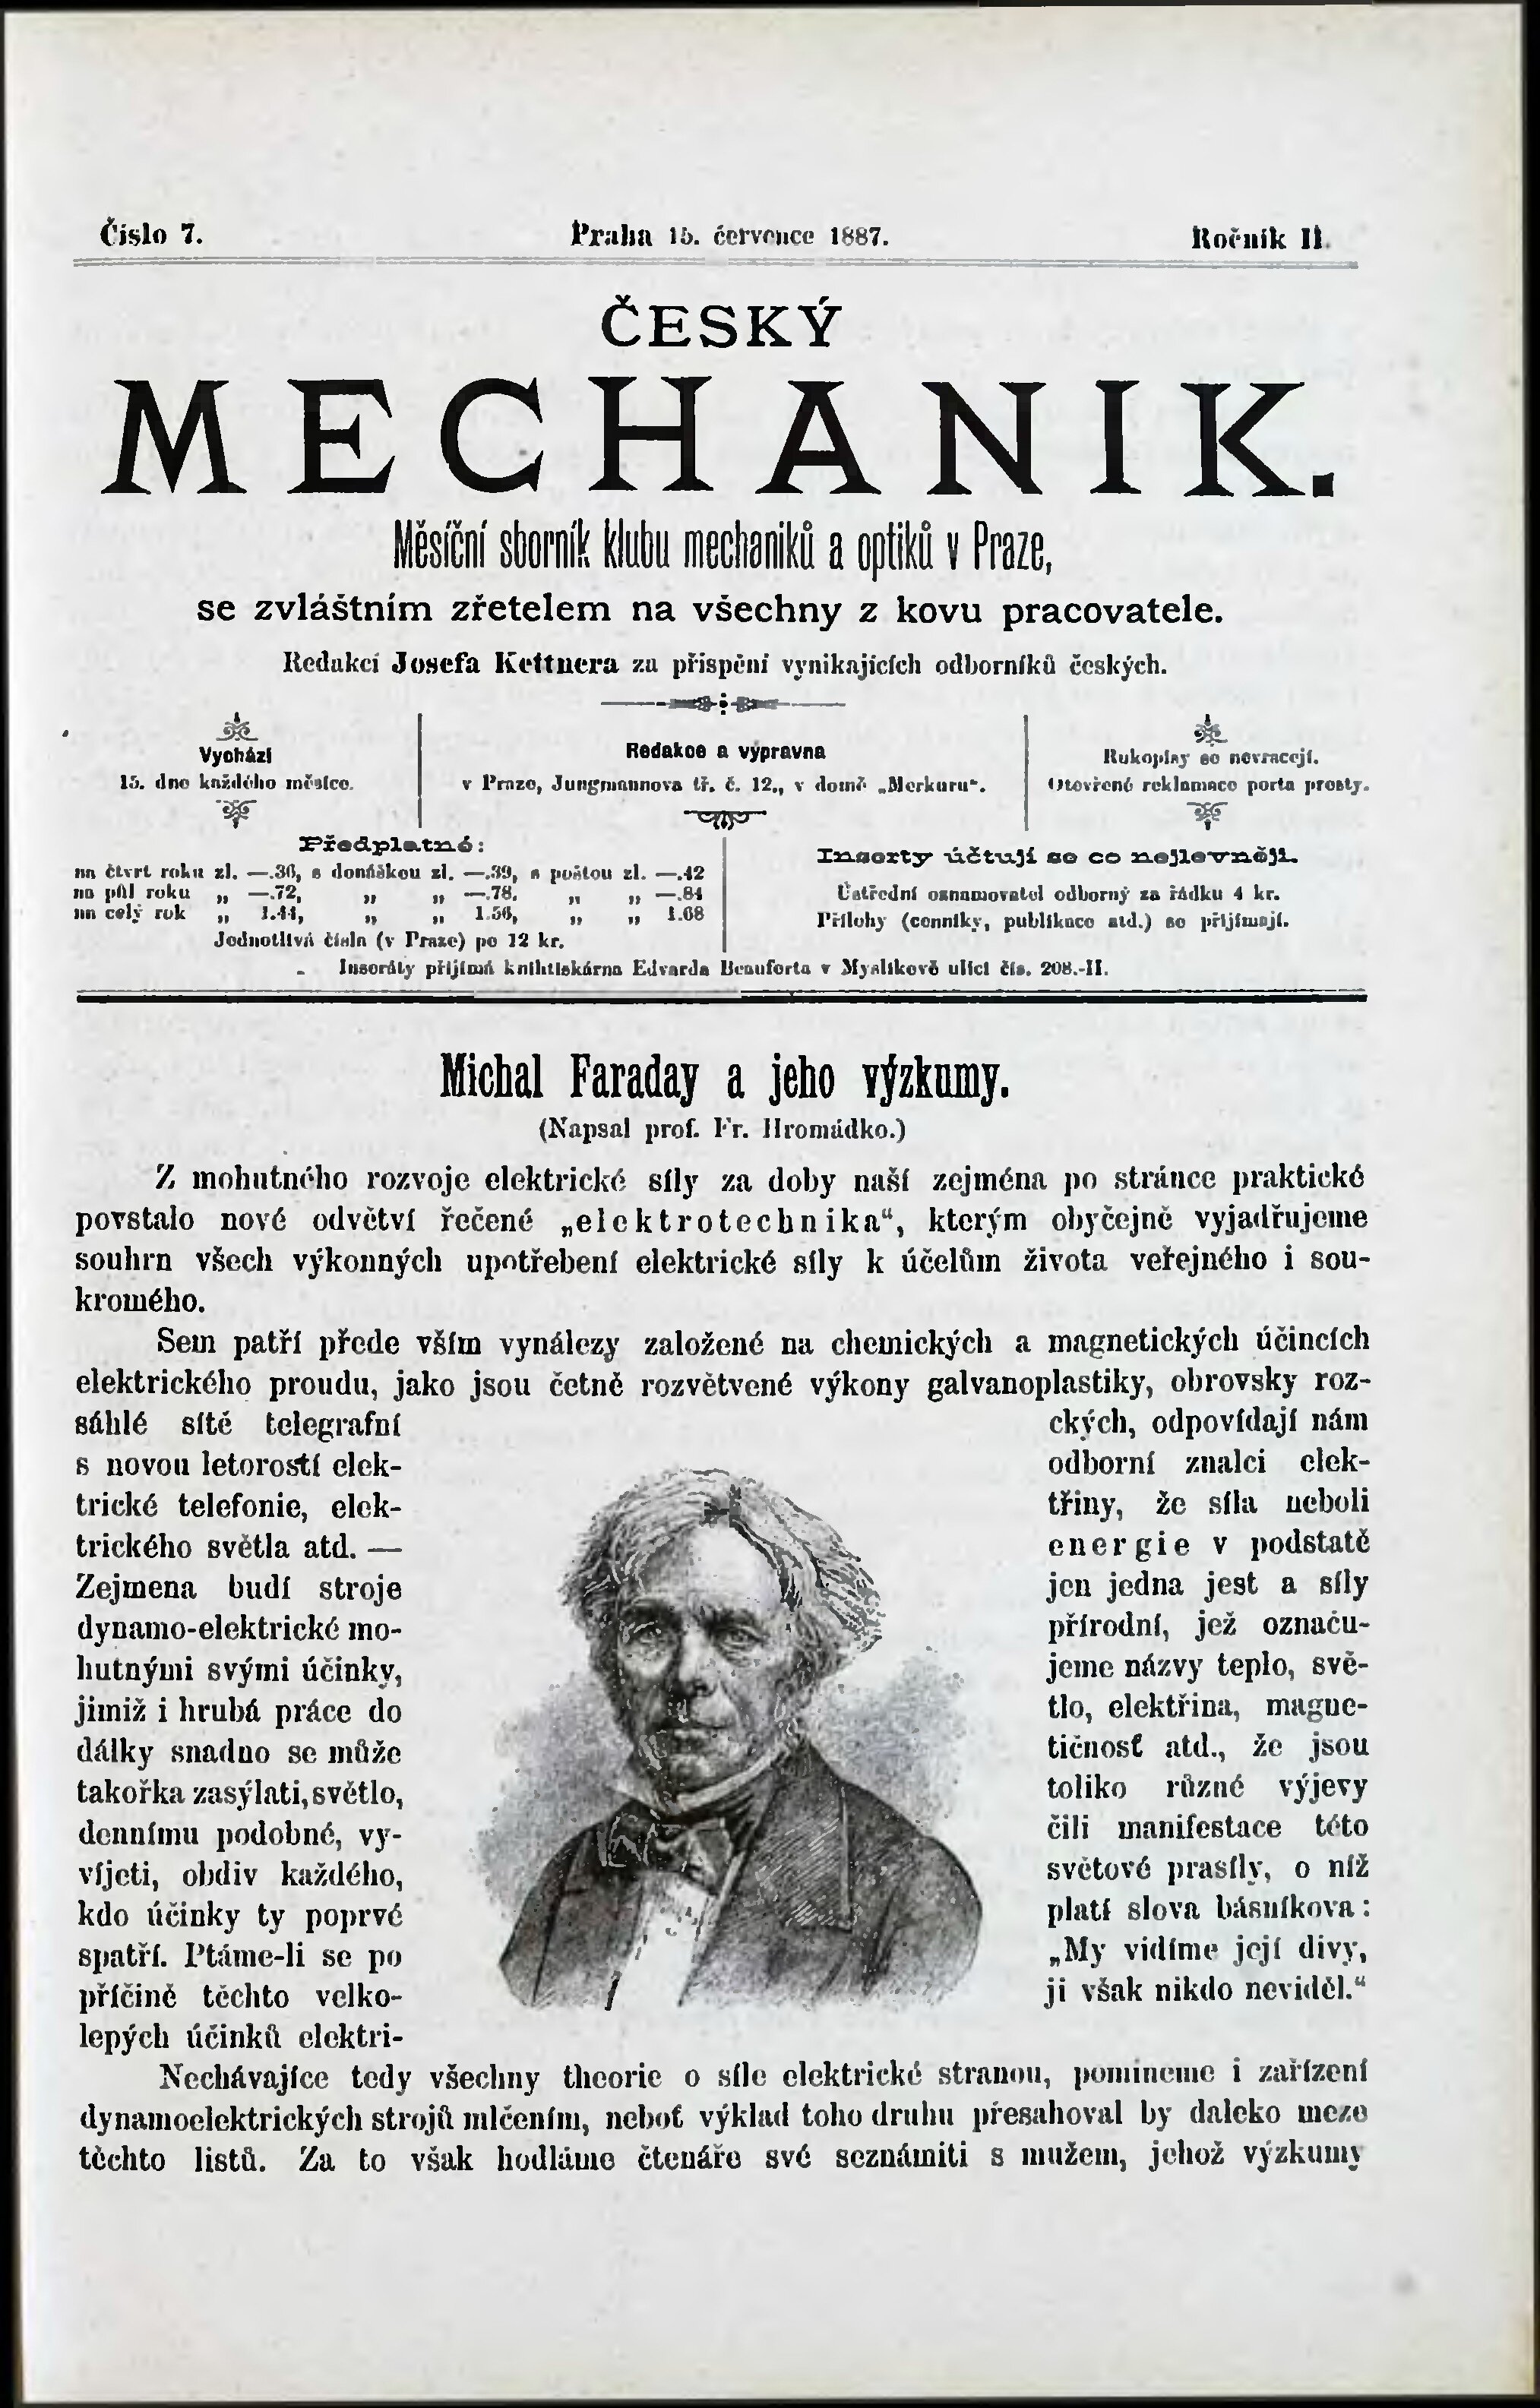 Číslo 7.
Praha 15. července 1887.
Ročník II.
ČESKÝ
MECHANIK.
Měsíční sborník klubu mechaniků a optiků v Praze,
se zvláštním zřetelem na všechny z kovu pracovatele.
Redakcí Josefa Kettnera za přispění vynikajících odborníků českých.
Vychází
15. dne každého měsíce.
Redakce a výpravna
v Praze, Jungmannova tř. č. 12., v domě „Merkuru“.
Rukopisy se nevracejí.
Otevřené reklamace porta prosty.
Předplatné:
na čtvrt roku zl. —.36, s donáškou zl. —.39, s poštou zl. —.42
na půl roku „ —.72, „ „ —.78, „ „ —.84
na celý rok „ 1.44, „ „ 1.56, „ „ 1.68
Jednotlivá čísla (v Praze) po 12 kr.
Inserty účtují se co nejlevněji.
Ústřední oznamovatel odborný za řádku 4 kr.
Přílohy (cenníky, publikace atd.) se přijímají.
Inseráty přijímá knihtiskárna Edvarda Beauforta v Myslíkově ulici čís. 208.-II.
Michal Faraday a jeho výzkumy.
(Napsal prof. Fr. Hromádko.)
Z mohutného rozvoje elektrické síly za doby naší zejména po stránce praktické
povstalo nové odvětví řečené „elektrotechnika“, kterým obyčejně vyjadřujeme
souhrn všech výkonných upotřebení elektrické síly k účelům života veřejného i sou-
kromého.
Sem patří přede vším vynálezy založené na chemických a magnetických účincích
elektrického proudu, jako jsou četně rozvětvené výkony galvanoplastiky, obrovsky roz-
sáhlé sítě telegrafní
s novou letorostí elek-
trické telefonie, elek-
trického světla atd. —
Zejmena budí stroje
dynamo-elektrické mo-
hutnými svými účinky,
jimiž i hrubá práce do
dálky snadno se může
takořka zasýlati, světlo,
dennímu podobné, vy-
víjeti, obdiv každého,
kdo účinky ty poprvé
spatří. Ptáme-li se po
příčině těchto velko-
lepých účinků elektri-
ckých, odpovídají nám
odborní znalci elek-
třiny, že síla neboli
energie v podstatě
jen jedna jest a síly
přírodní, jež označu-
jeme názvy teplo, svě-
tlo, elektřina, magne-
tičnosť atd., že jsou
toliko různé výjevy
čili manifestace této
světové prasíly, o níž
platí slova básníkova:
„My vidíme její divy,
ji však nikdo neviděl.“
Nechávajíce tedy všechny theorie o síle elektrické stranou, pomineme i zařízení
dynamoelektrických strojů mlčením, neboť výklad toho druhu přesahoval by daleko meze
těchto listů. Za to však hodláme čtenáře své seznámiti s mužem, jehož výzkumy